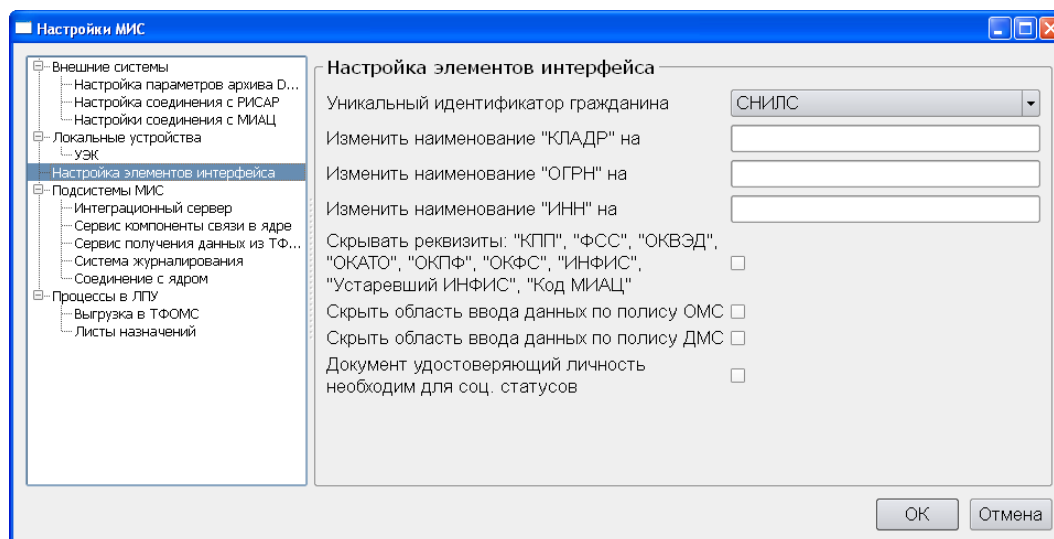 Настройки МИС
Внешние системы
Настройка параметров архива D...
Настройка соединения с РИСАР
Настройки соединения с МИАЦ
Локальные устройства
УЭК
Настройка элементов интерфейса
Подсистемы МИС
Интеграционный сервер
Сервис компоненты связи в ядре
Сервис получения данных из ТФ...
Система журналирования
Соединение с ядром
Процессы в ЛПУ
Выгрузка в ТФОМС
Листы назначений
Настройка элементов интерфейса
Уникальный идентификатор гражданина
СНИЛС
Изменить наименование "КЛАДР" на
Изменить наименование "ОГРН" на
Изменить наименование "ИНН" на
Скрывать реквизиты: "КПП", "ФСС", "ОКВЭД",
"ОКАТО", "ОКПФ", "ОКФС", "ИНФИС",
"Устаревший ИНФИС", "Код МИАЦ"
Скрыть область ввода данных по полису ОМС
Скрыть область ввода данных по полису ДМС
Документ удостоверяющий личность
необходим для соц. статусов
ОК
Отмена